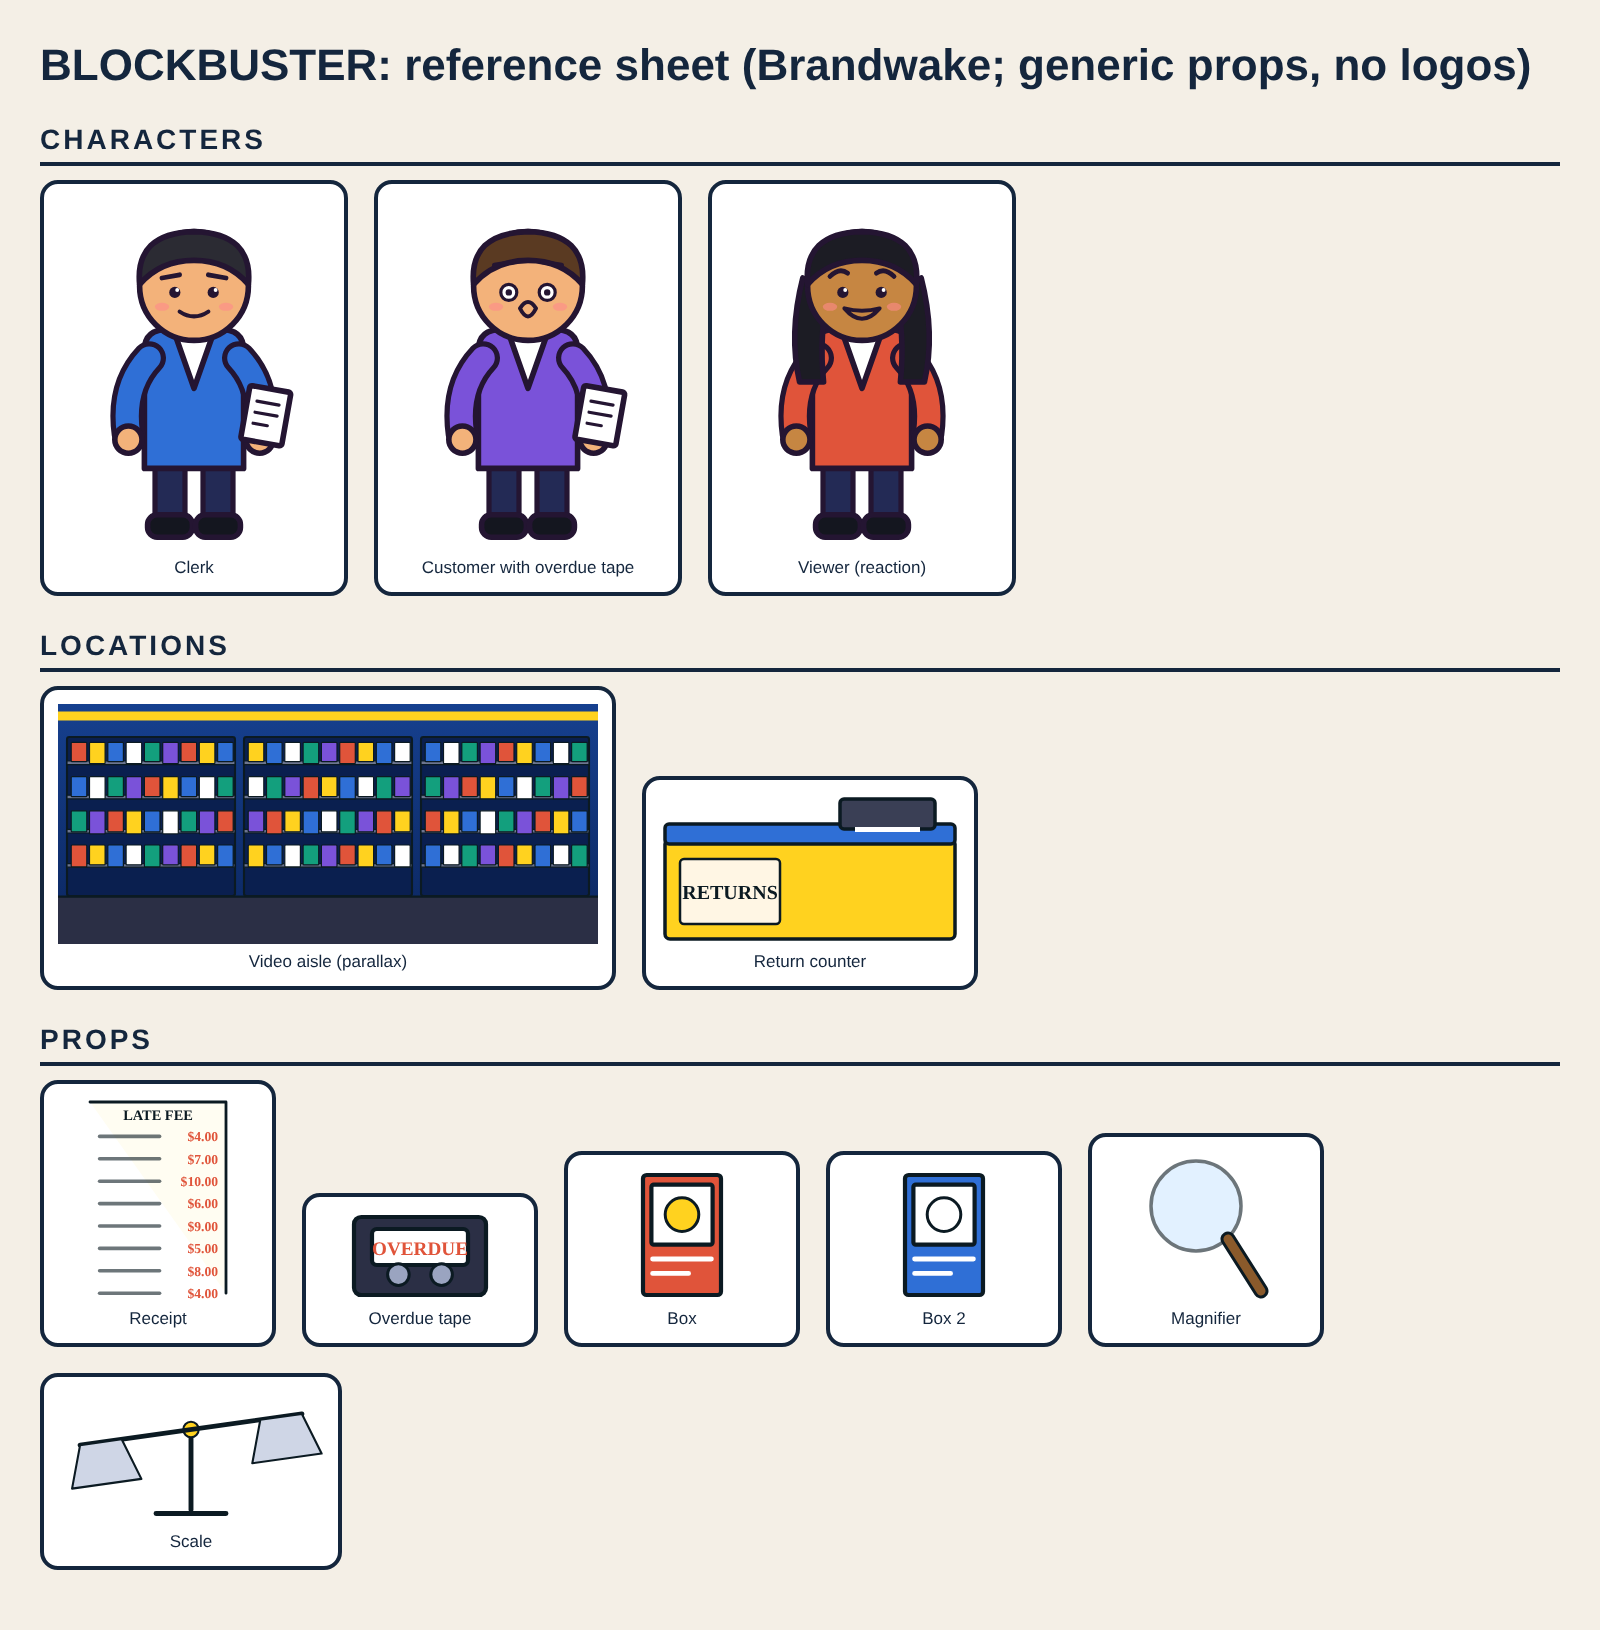 BLOCKBUSTER: reference sheet (Brandwake; generic props, no logos)
CHARACTERS
Clerk
Customer with overdue tape
Viewer (reaction)
LOCATIONS
RETURNS
Video aisle (parallax)
Return counter
PROPS
LATE FEE
$4.00
$7.00
$10.00
$6.00
$9.00
$5.00
$8.00
$4.00
OVERDUE
Receipt
Overdue tape
Box
Box 2
Magnifier
Scale